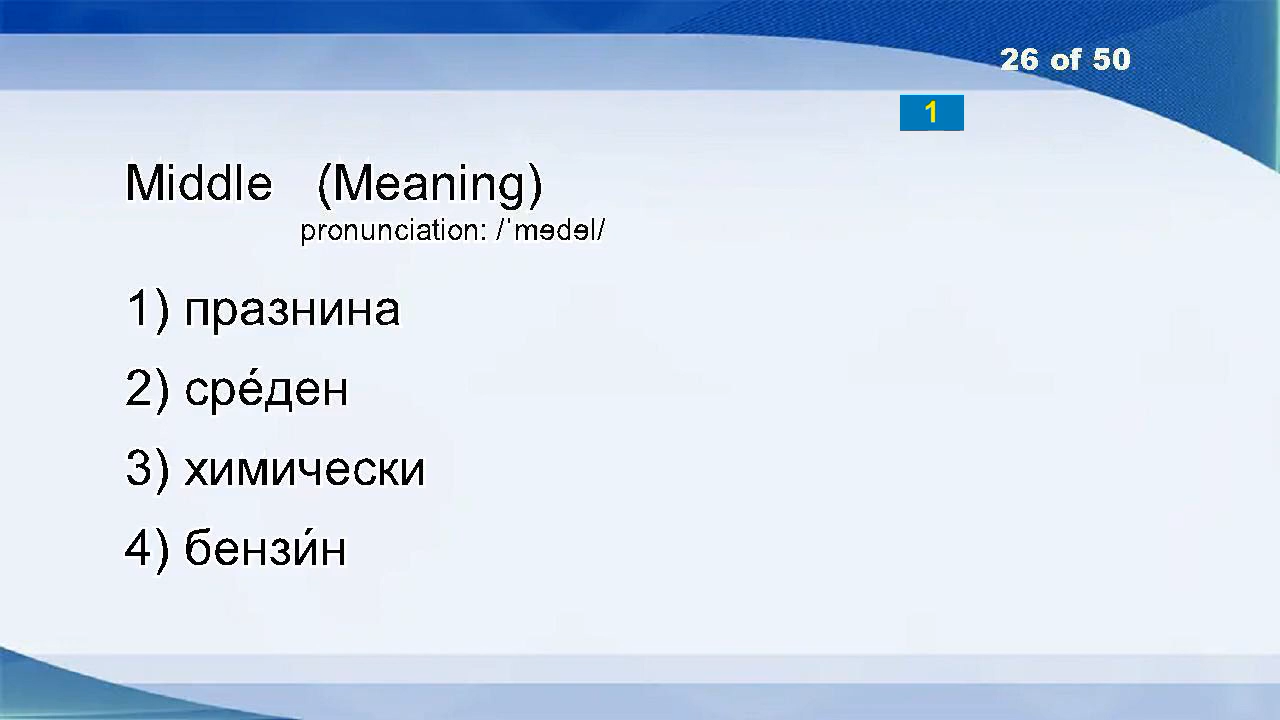 26 of 50
1
Middle (Meaning)
pronunciation: /ˈmɘdɘl/
1) празнина
2) сре́ден
3) химически
4) бензи́н